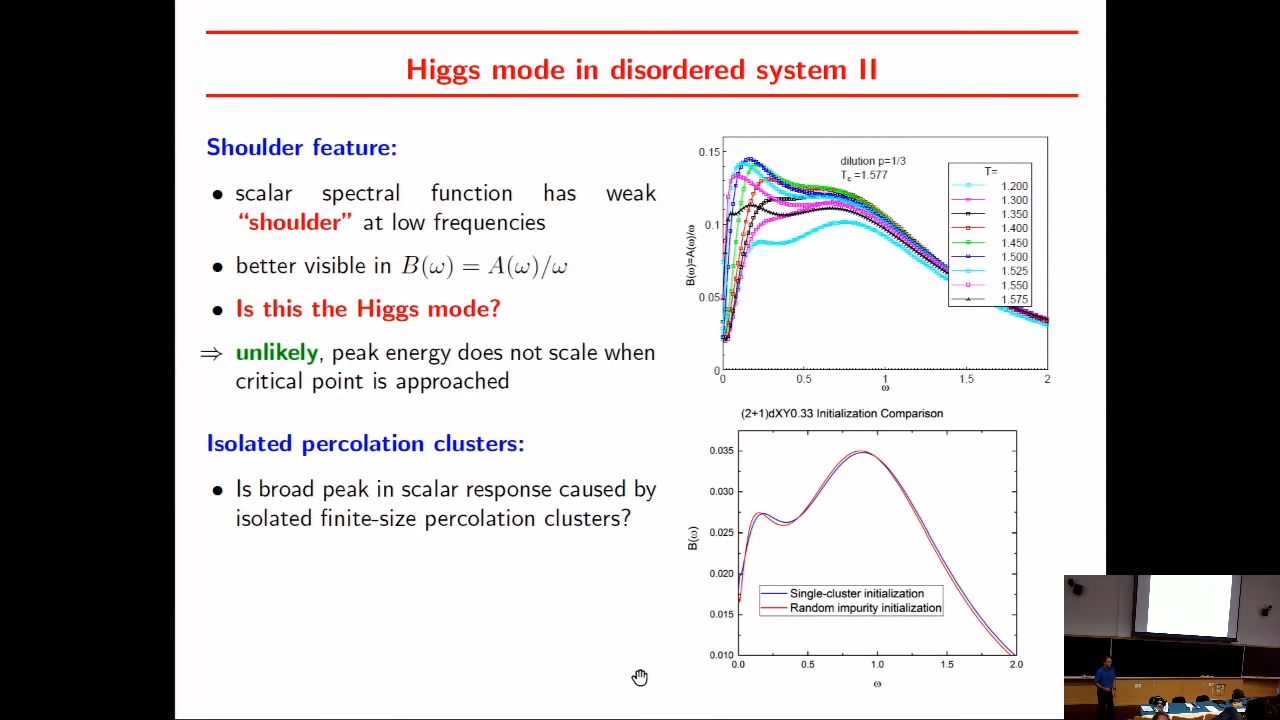 Higgs mode in disordered system II
Shoulder feature:
• scalar spectral function has weak
“shoulder” at low frequencies
• better visible in B(ω) = A(ω)/ω
• Is this the Higgs mode?
⇒ unlikely, peak energy does not scale when
critical point is approached
Isolated percolation clusters:
• Is broad peak in scalar response caused by
isolated finite-size percolation clusters?
dilution p=1/3
T_c =1.577
T=
1.200
1.300
1.350
1.400
1.450
1.500
1.525
1.550
1.575
B(ω)=A(ω)/ω
0.15
0.1
0.05
0
0 0.5 1 1.5 2
ω
(2+1)dXY0.33 Initialization Comparison
B(ω)
0.035
0.030
0.025
0.020
0.015
0.010
Single-cluster initialization
Random impurity initialization
0.0 0.5 1.0 1.5 2.0
ω